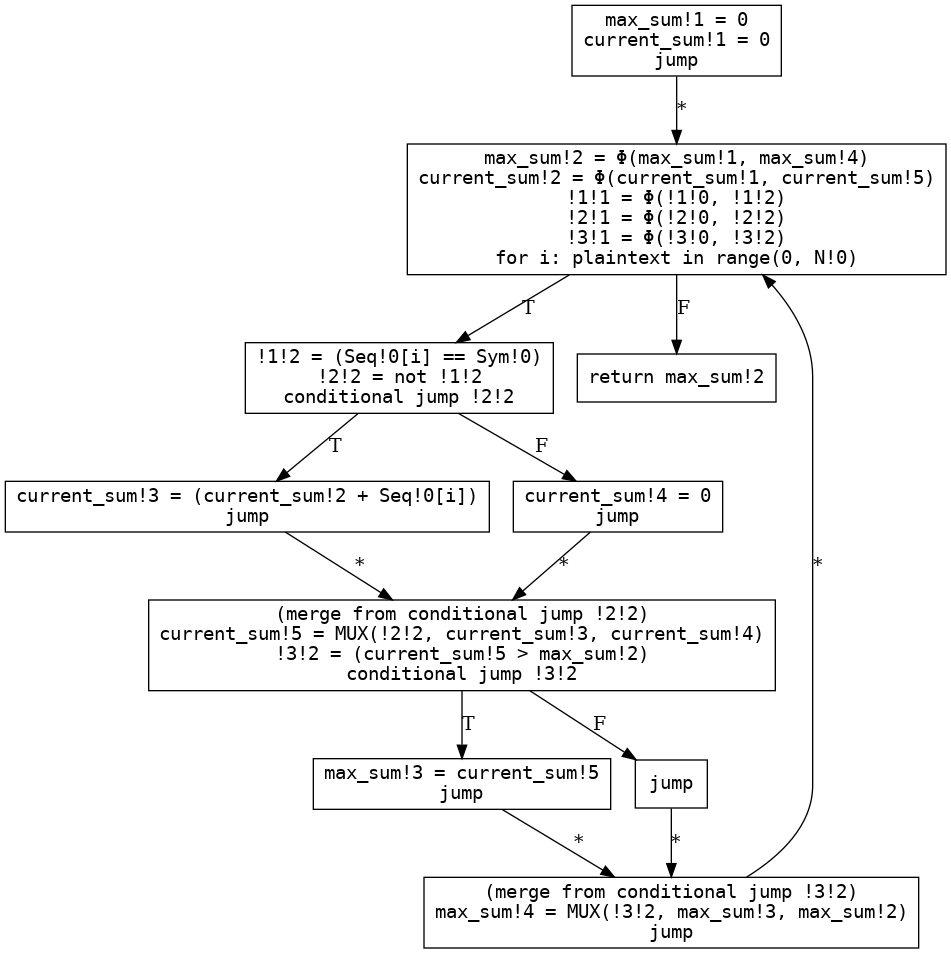 max_sum!1 = 0
current_sum!1 = 0
jump
*
max_sum!2 = Φ(max_sum!1, max_sum!4)
current_sum!2 = Φ(current_sum!1, current_sum!5)
!1!1 = Φ(!1!0, !1!2)
!2!1 = Φ(!2!0, !2!2)
!3!1 = Φ(!3!0, !3!2)
for i: plaintext in range(0, N!0)
T
F
!1!2 = (Seq!0[i] == Sym!0)
!2!2 = not !1!2
conditional jump !2!2
return max_sum!2
T
F
current_sum!3 = (current_sum!2 + Seq!0[i])
jump
current_sum!4 = 0
jump
*
*
*
(merge from conditional jump !2!2)
current_sum!5 = MUX(!2!2, current_sum!3, current_sum!4)
!3!2 = (current_sum!5 > max_sum!2)
conditional jump !3!2
T
F
max_sum!3 = current_sum!5
jump
jump
*
*
(merge from conditional jump !3!2)
max_sum!4 = MUX(!3!2, max_sum!3, max_sum!2)
jump